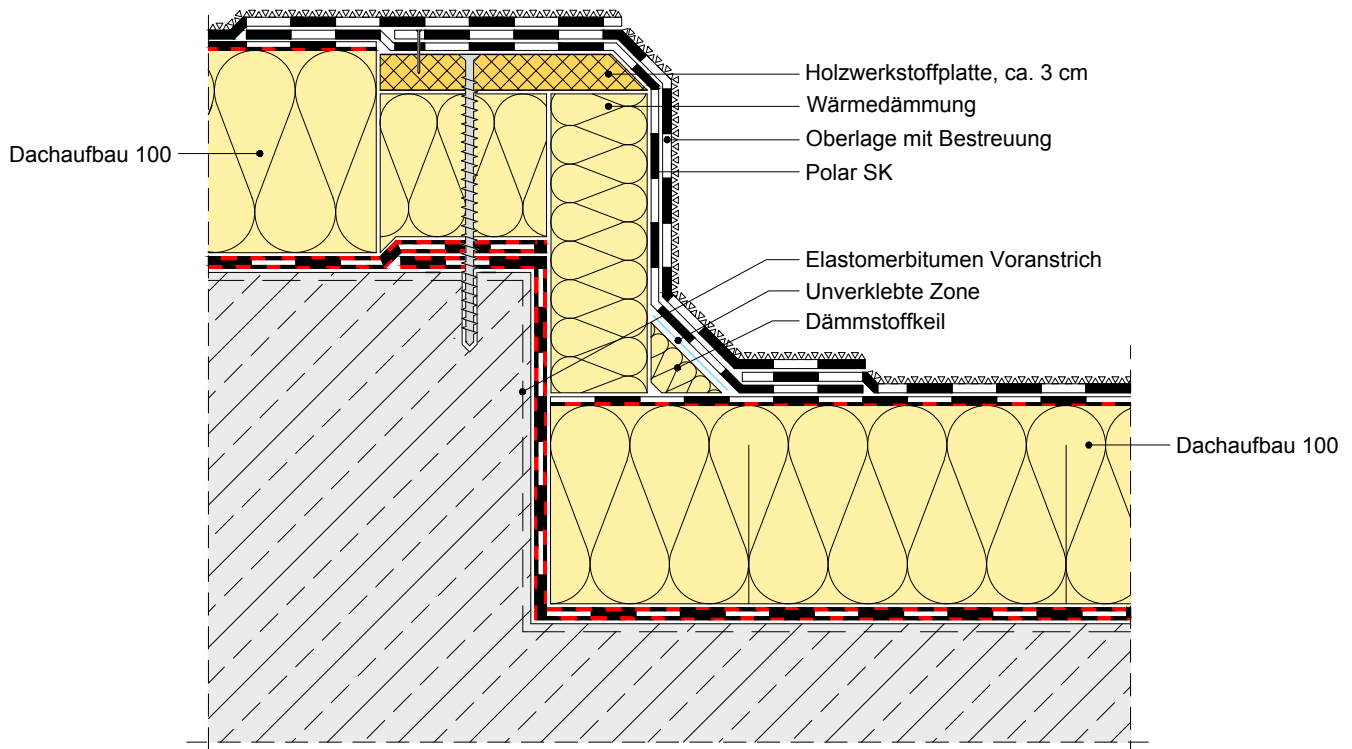 Holzwerkstoffplatte, ca. 3 cm
Wärmedämmung
Oberlage mit Bestreuung
Dachaufbau 100
Polar SK
Elastomerbitumen Voranstrich
Unverklebte Zone
Dämmstoffkeil
Dachaufbau 100